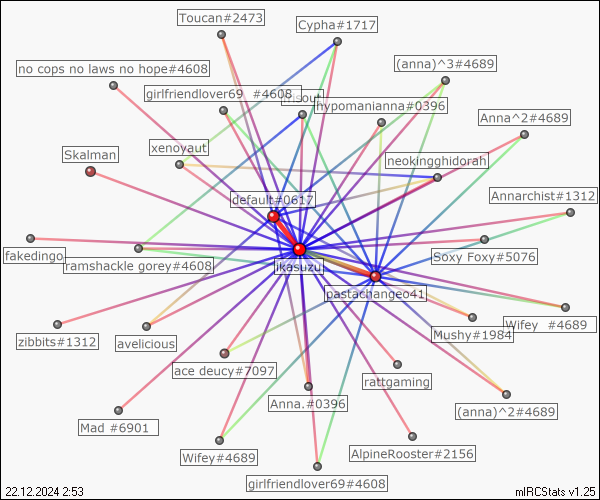 Toucan#2473
Cypha#1717
(anna)^3#4689
no cops no laws no hope#4608
girlfriendlover69 #4608
hypomanianna#0396
Anna^2#4689
xenoyaut
Skalman
neokingghidorah
default#0617
Annarchist#1312
fakedingo
ramshackle gorey#4608
ikasuzu
Soxy Foxy#5076
pastachangeo41
zibbits#1312
avelicious
Mushy#1984
Wifey #4689
ace deucy#7097
rattgaming
Anna.#0396
(anna)^2#4689
Mad #6901
Wifey#4689
AlpineRooster#2156
girlfriendlover69#4608
22.12.2024 2:53
mIRCStats v1.25